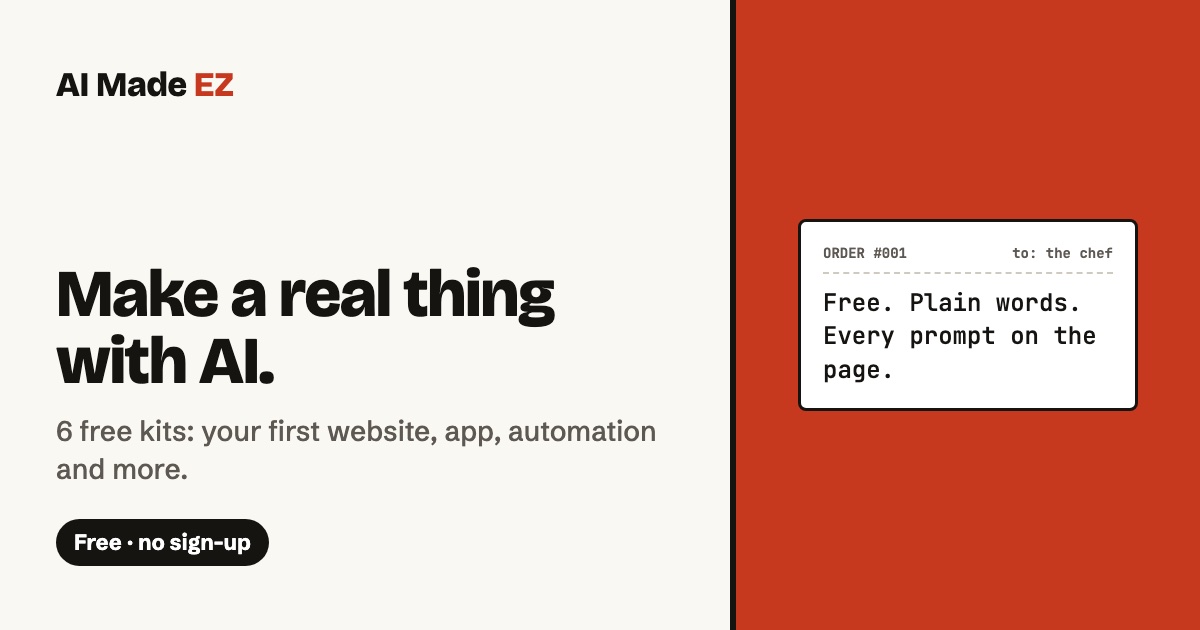 AI Made EZ
Make a real thing
with AI.
6 free kits: your first website, app, automation
and more.
Free · no sign-up
ORDER #001 to: the chef
Free. Plain words.
Every prompt on the
page.